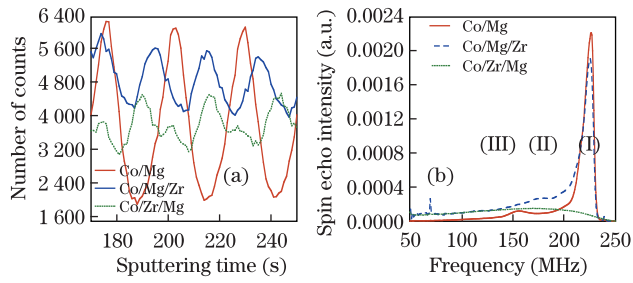 6 400
5 600
4 800
4 000
3 200
2 400
1 600
Number of counts
Co/Mg
Co/Mg/Zr
Co/Zr/Mg
(a)
180 200 220 240
Sputtering time (s)
0.0024
0.0020
0.0016
0.0012
0.0008
0.0004
0.0000
Spin echo intensity (a.u.)
Co/Mg
Co/Mg/Zr
Co/Zr/Mg
(III) (II) (I)
(b)
50 100 150 200 250
Frequency (MHz)